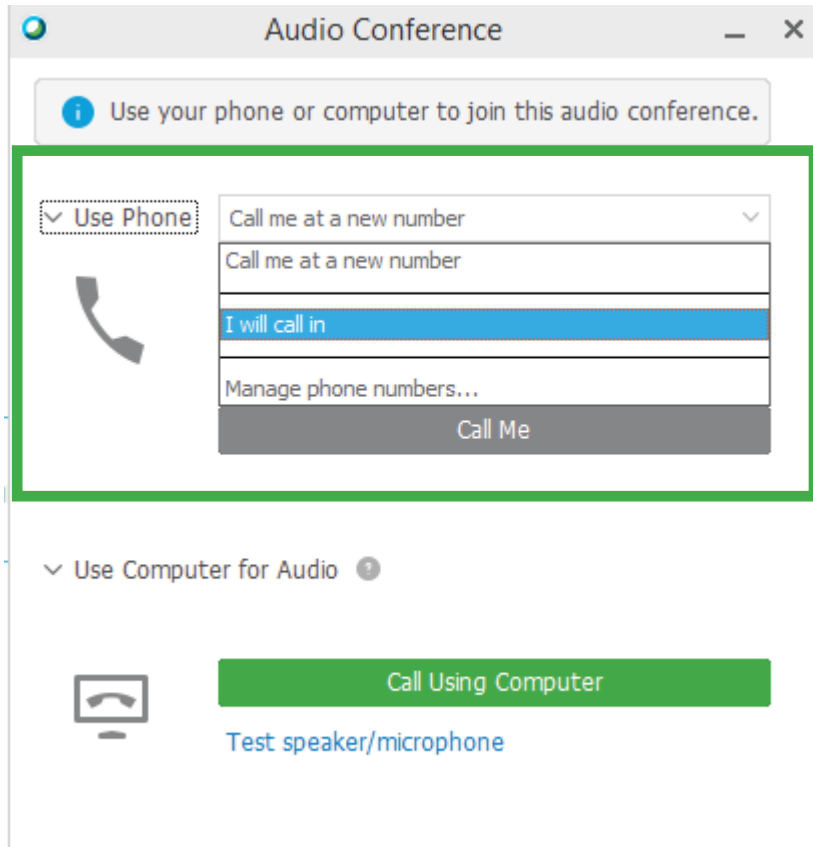 Audio Conference
Use your phone or computer to join this audio conference.
Use Phone
Call me at a new number
Call me at a new number
I will call in
Manage phone numbers...
Call Me
Use Computer for Audio
Call Using Computer
Test speaker/microphone